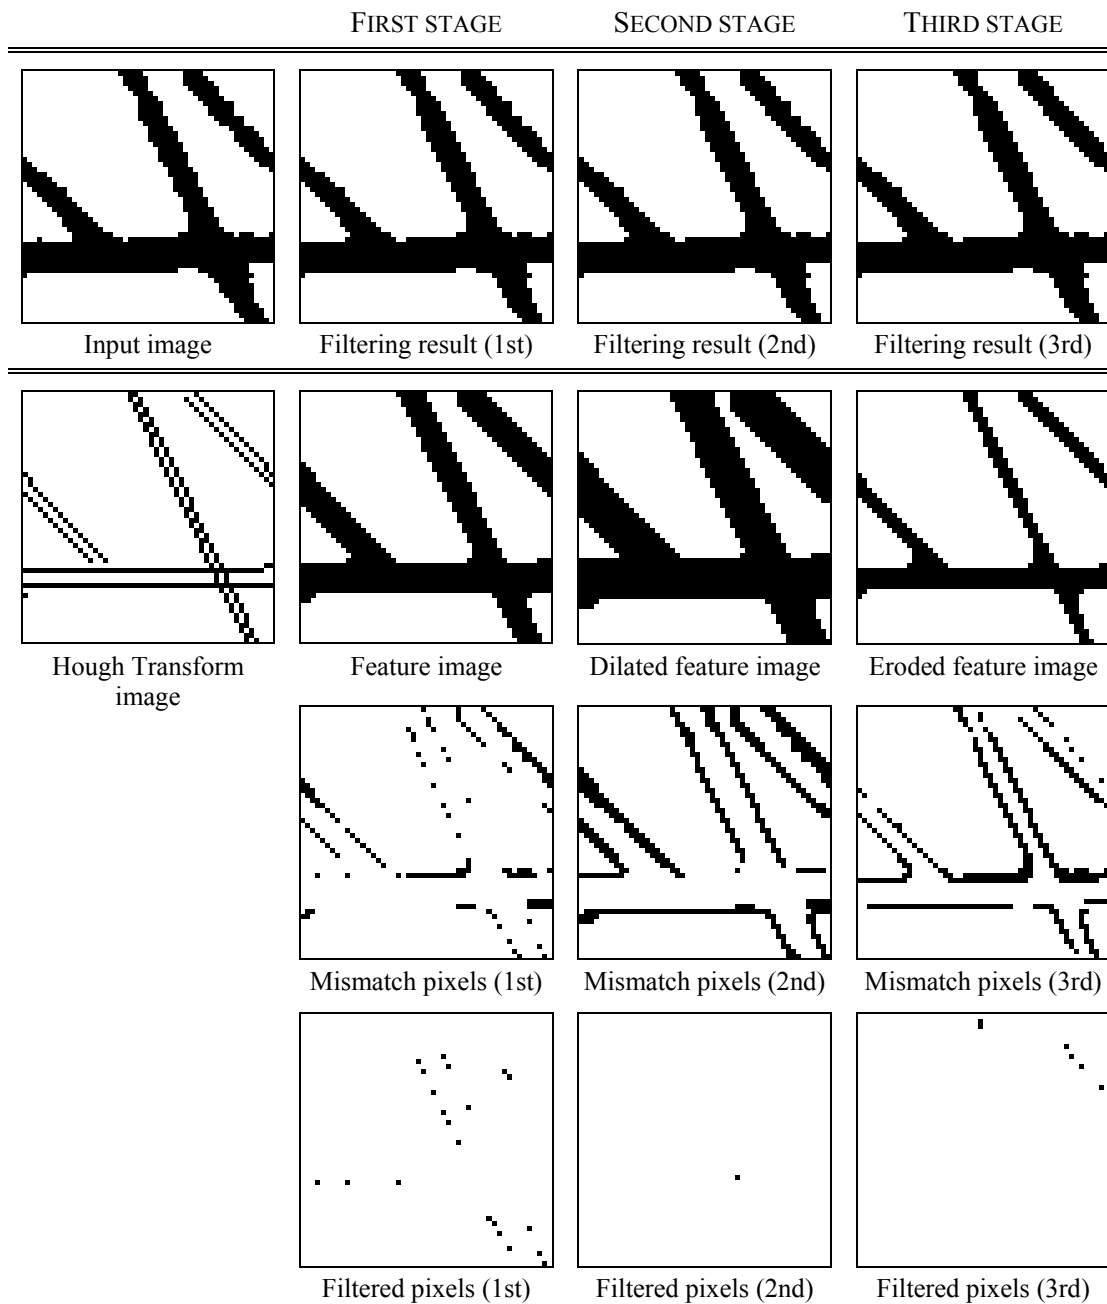 FIRST STAGE SECOND STAGE THIRD STAGE
Input image Filtering result (1st) Filtering result (2nd) Filtering result (3rd)
Hough Transform image Feature image Dilated feature image Eroded feature image
Mismatch pixels (1st) Mismatch pixels (2nd) Mismatch pixels (3rd)
Filtered pixels (1st) Filtered pixels (2nd) Filtered pixels (3rd)